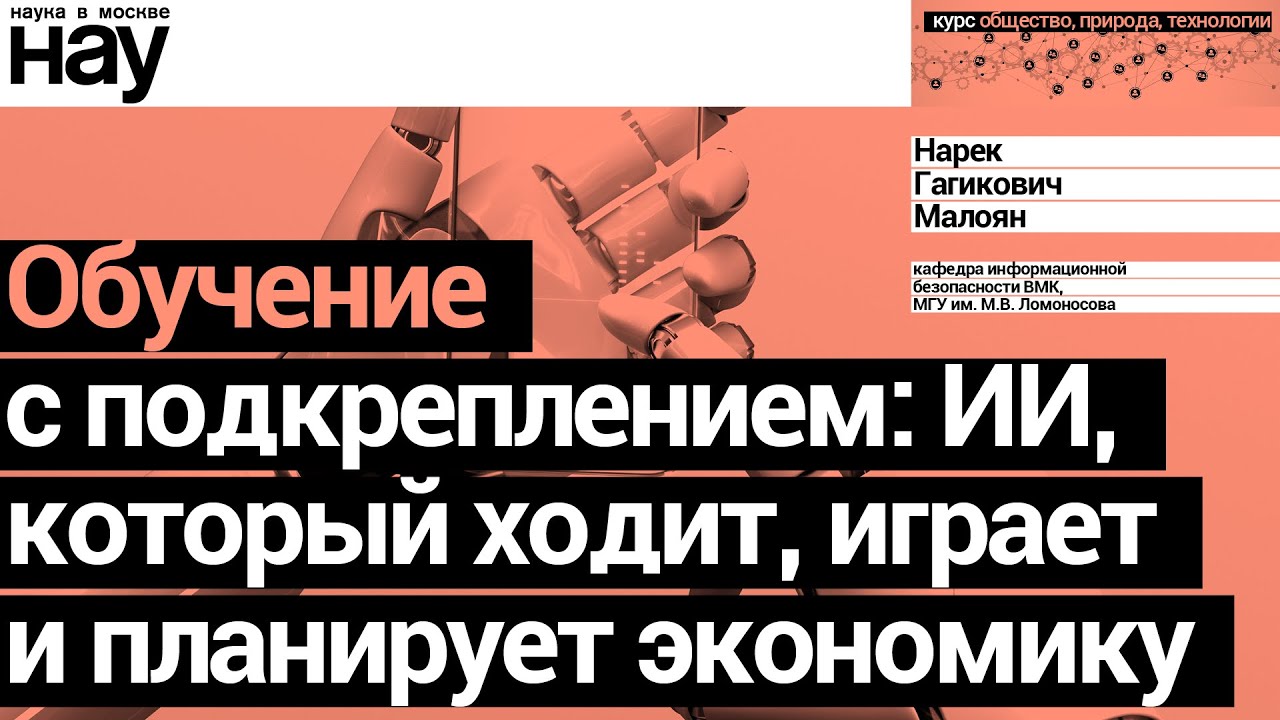 наука в москве
нау
курс общество, природа, технологии
Нарек
Гагикович
Малоян
кафедра информационной
безопасности ВМК,
МГУ им. М.В. Ломоносова
Обучение
с подкреплением: ИИ,
который ходит, играет
и планирует экономику